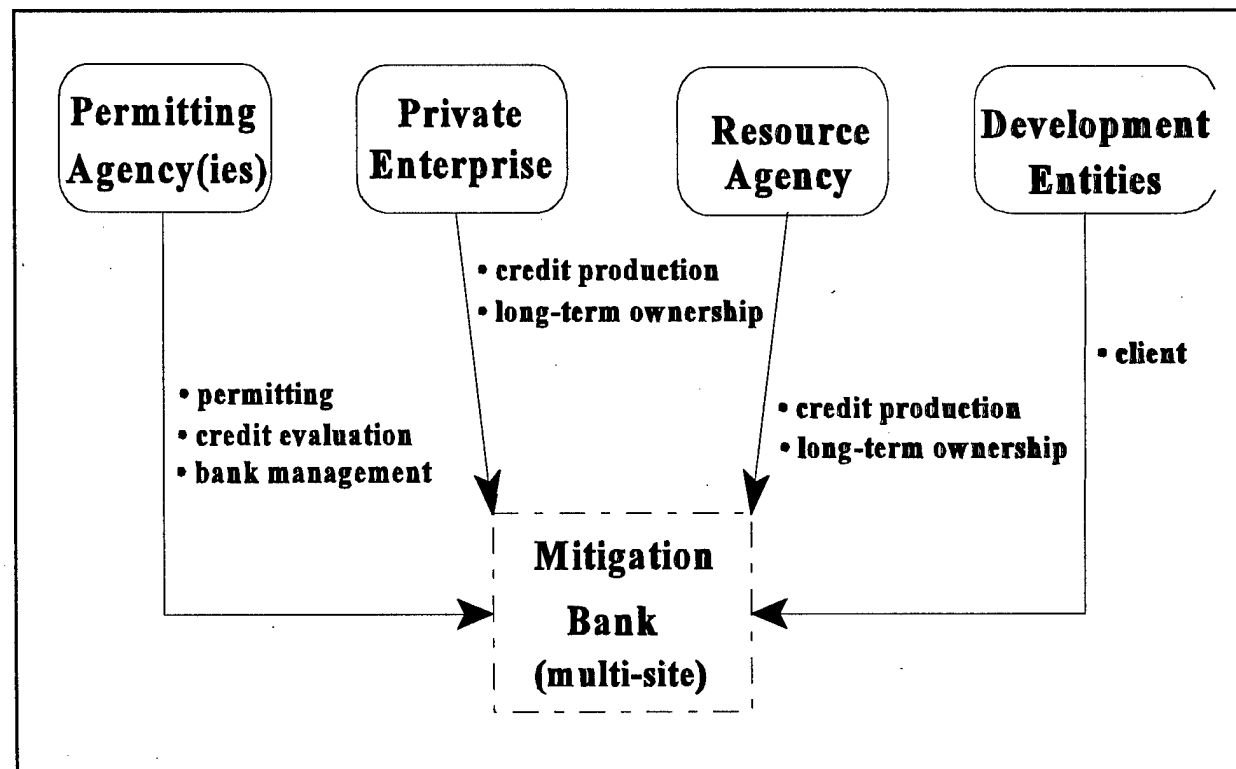 Permitting
Agency(ies)
Private
Enterprise
Resource
Agency
Development
Entities
• credit production
• long-term ownership
• client
• permitting
• credit evaluation
• bank management
• credit production
• long-term ownership
Mitigation
Bank
(multi-site)